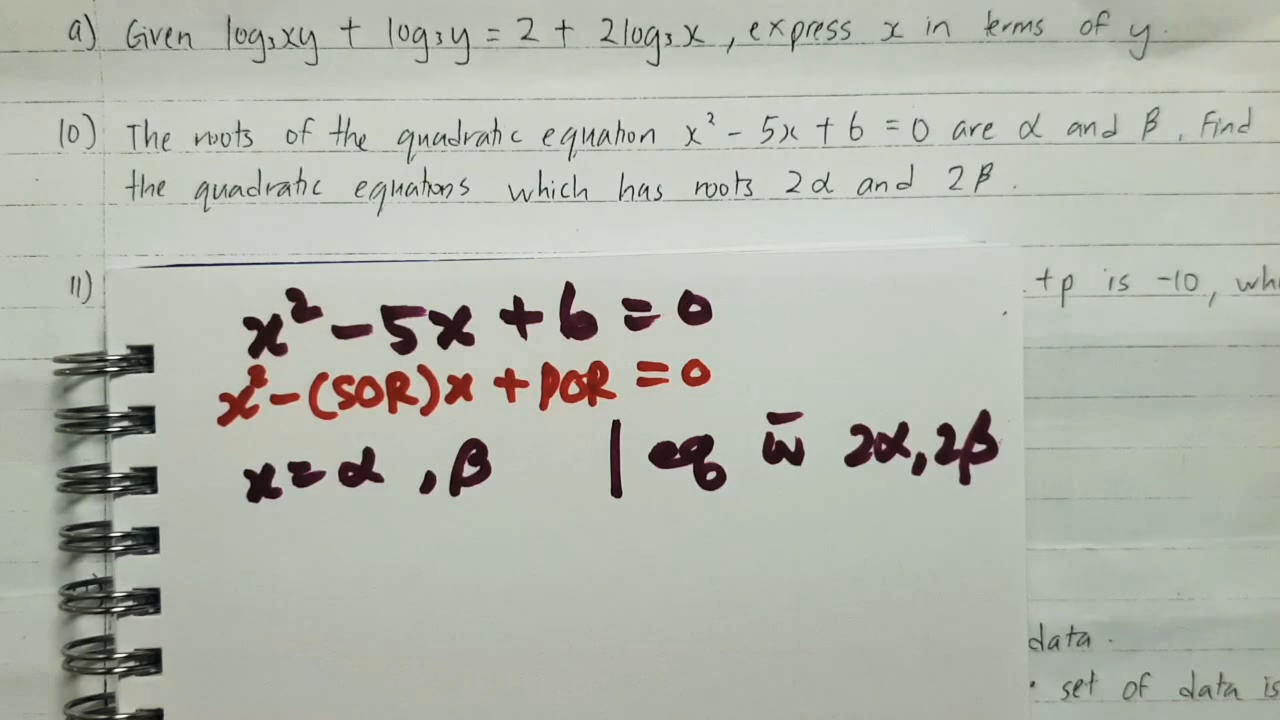 a) Given log₃xy + log₃y = 2 + 2log₃x, express x in terms of y.
10) The roots of the quadratic equation x² - 5x + 6 = 0 are α and β. Find
the quadratic equations which has roots 2α and 2β.
11) + p is -10, whe
x² - 5x + 6 = 0
x² - (SOR)x + POR = 0
x = α, β | eq w̄ 2α, 2β
data.
set of data is